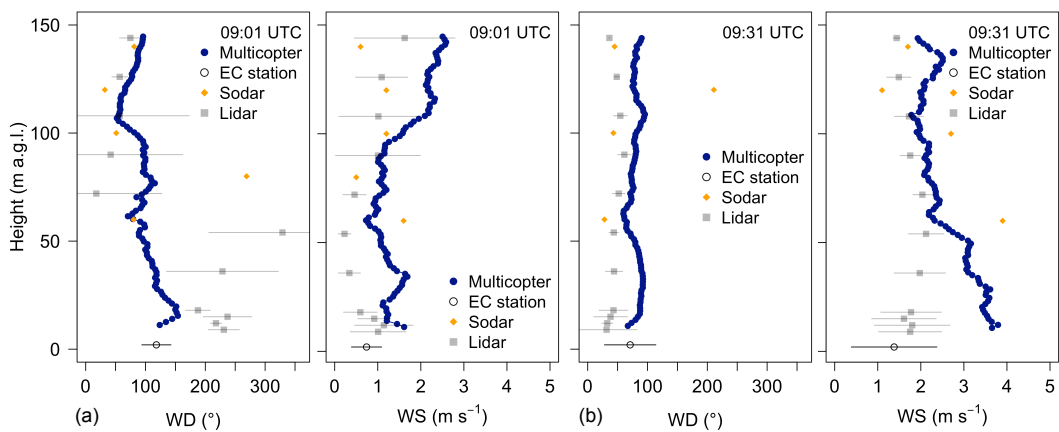 Height (m a.g.l.)
150
100
50
0
09:01 UTC
Multicopter
EC station
Sodar
Lidar
0 100 200 300
(a)
WD (°)
09:01 UTC
Multicopter
EC station
Sodar
Lidar
0 1 2 3 4 5
WS (m s⁻¹)
09:31 UTC
Multicopter
EC station
Sodar
Lidar
0 100 200 300
(b)
WD (°)
09:31 UTC
Multicopter
EC station
Sodar
Lidar
0 1 2 3 4 5
WS (m s⁻¹)